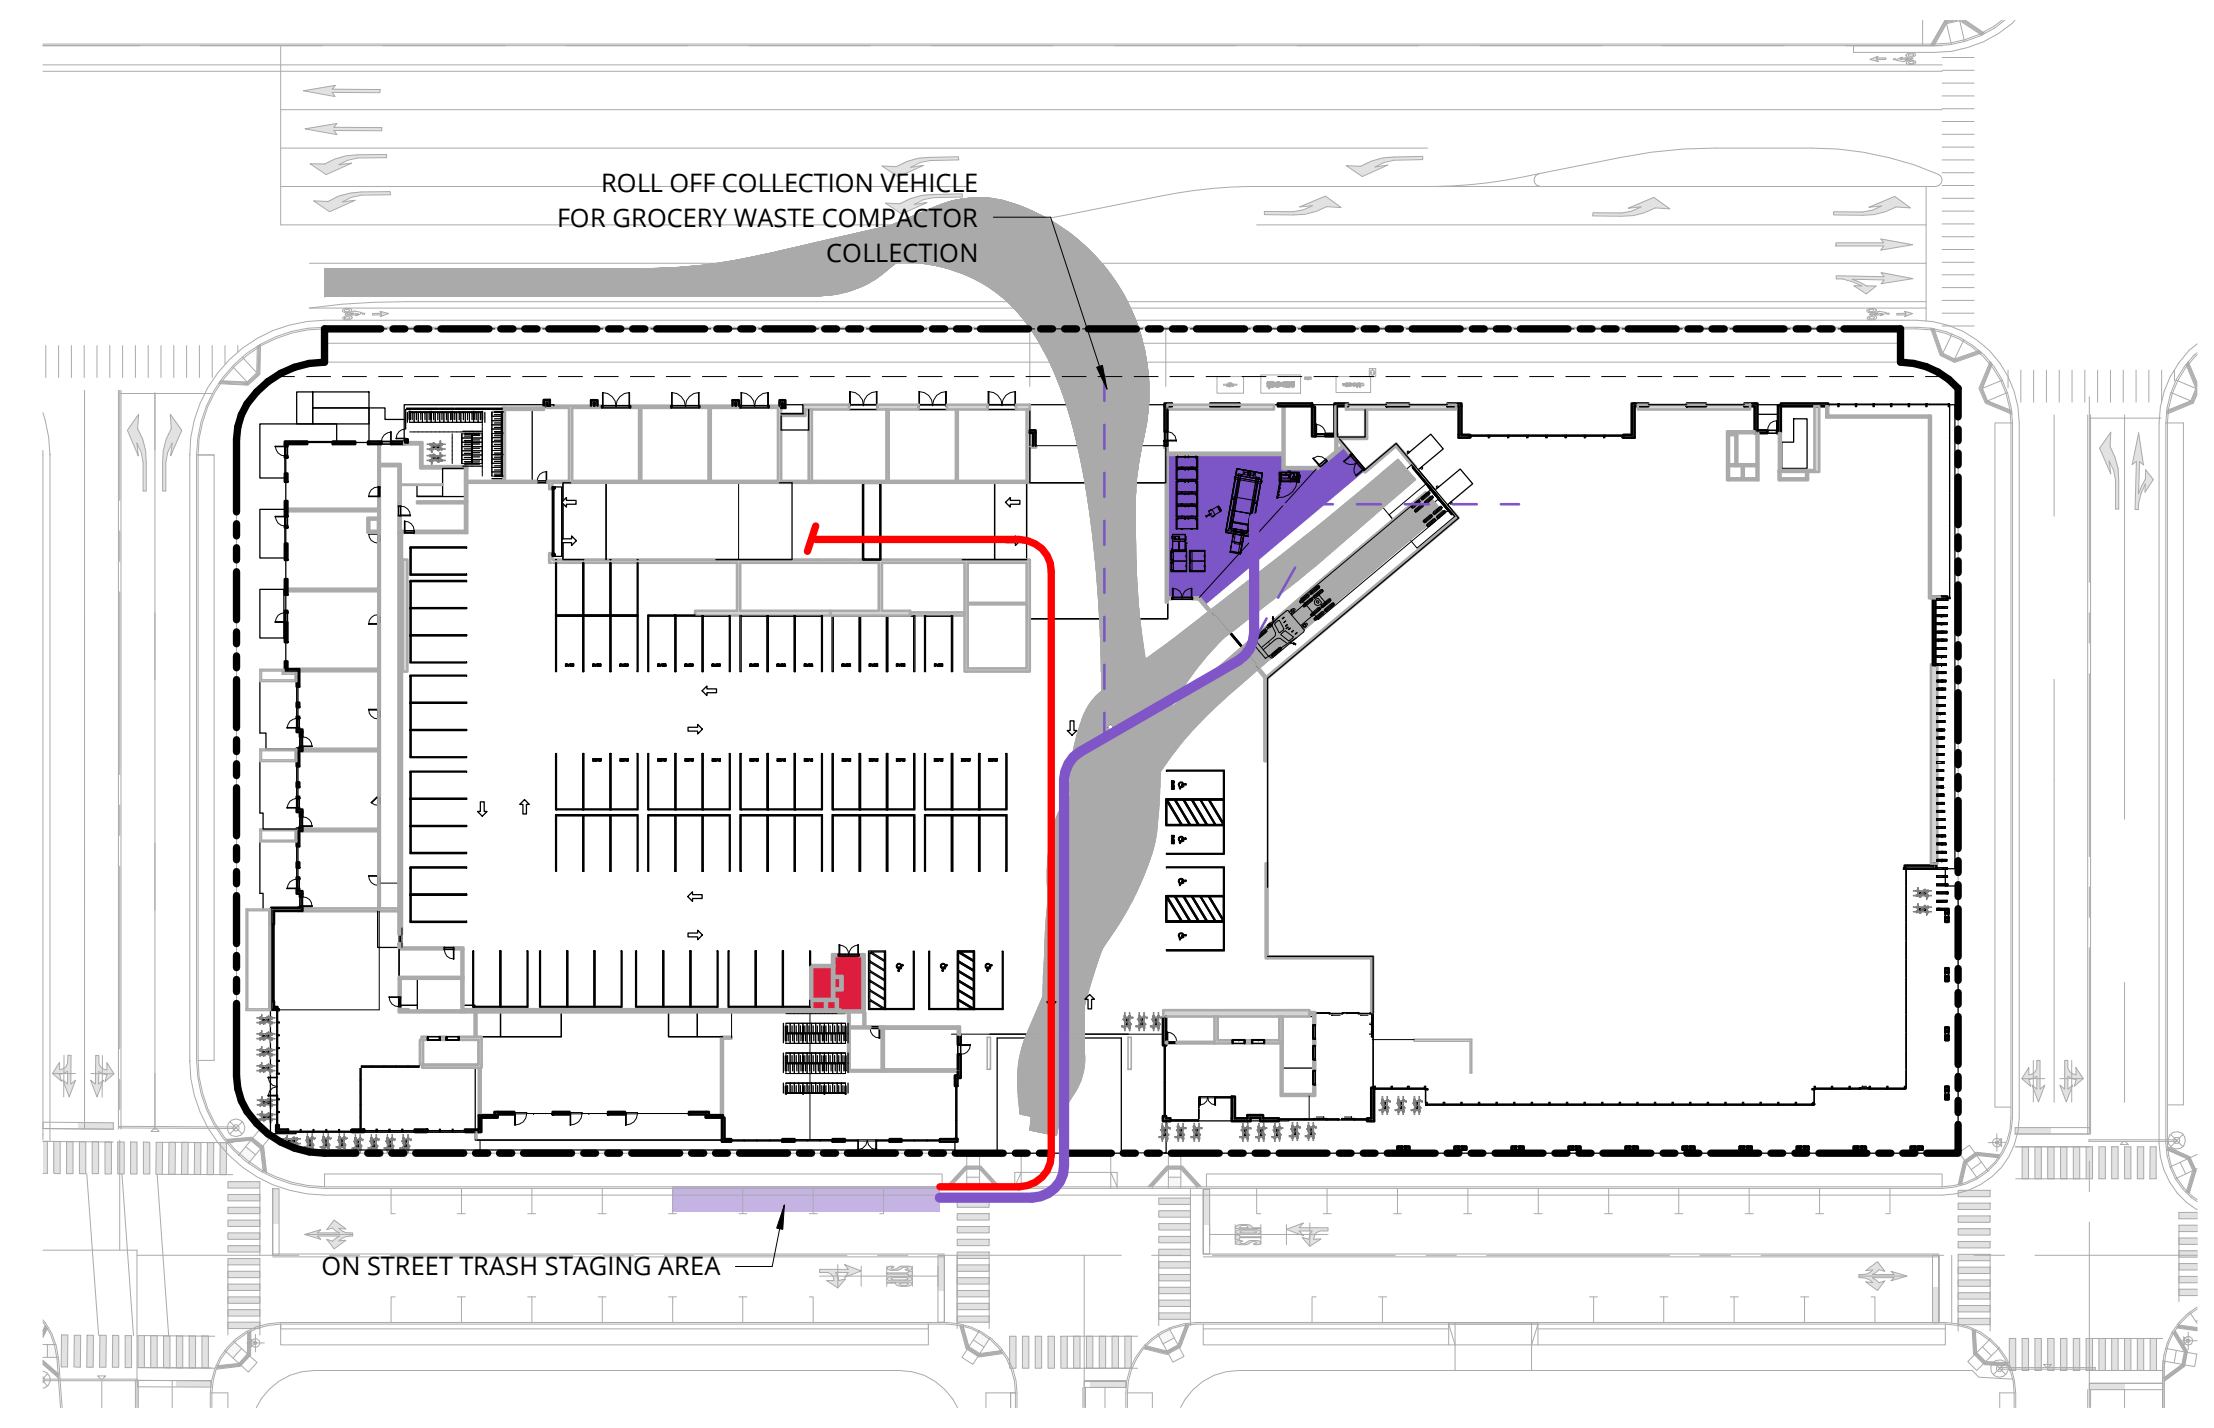 ROLL OFF COLLECTION VEHICLE
FOR GROCERY WASTE COMPACTOR
COLLECTION
ON STREET TRASH STAGING AREA